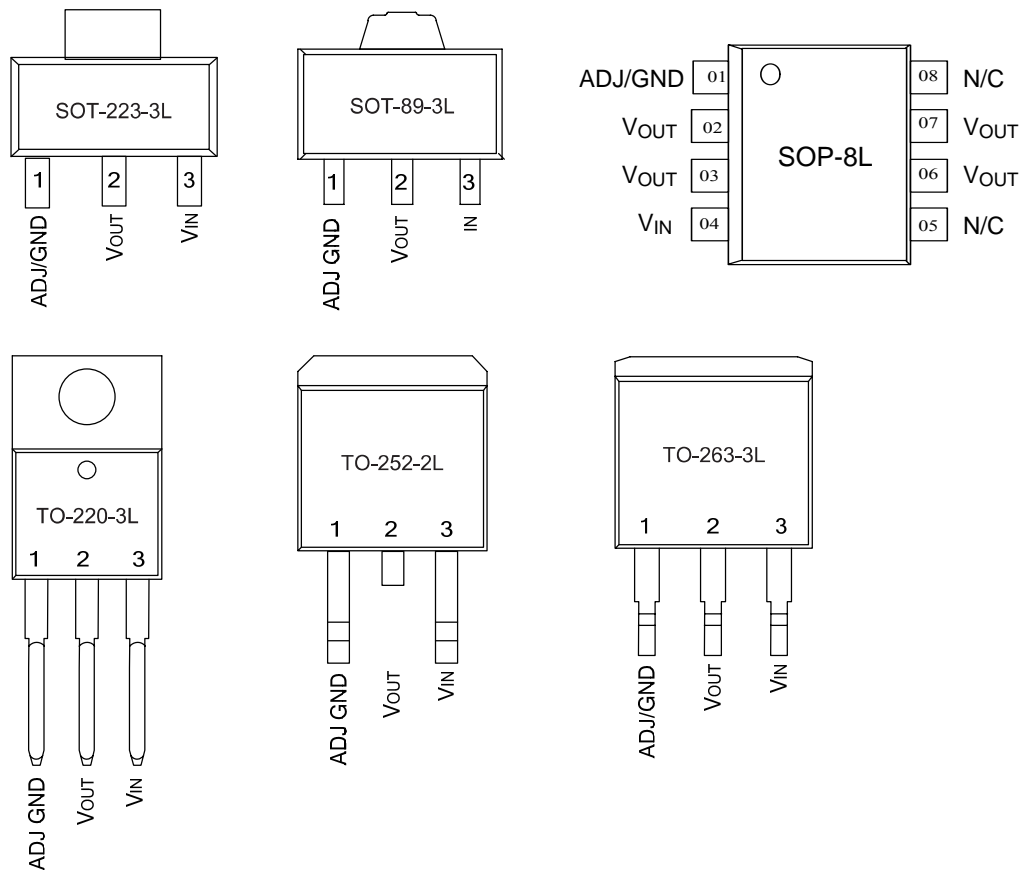 SOT-223-3L
1 2 3
ADJ/GND
VOUT
VIN
SOT-89-3L
1 2 3
ADJ GND
VOUT
IN
ADJ/GND 01 08 N/C
VOUT 02 07 VOUT
SOP-8L
VOUT 03 06 VOUT
VIN 04 05 N/C
TO-220-3L
1 2 3
ADJ GND
VOUT
VIN
TO-252-2L
1 2 3
ADJ GND
VOUT
VIN
TO-263-3L
1 2 3
ADJ/GND
VOUT
VIN